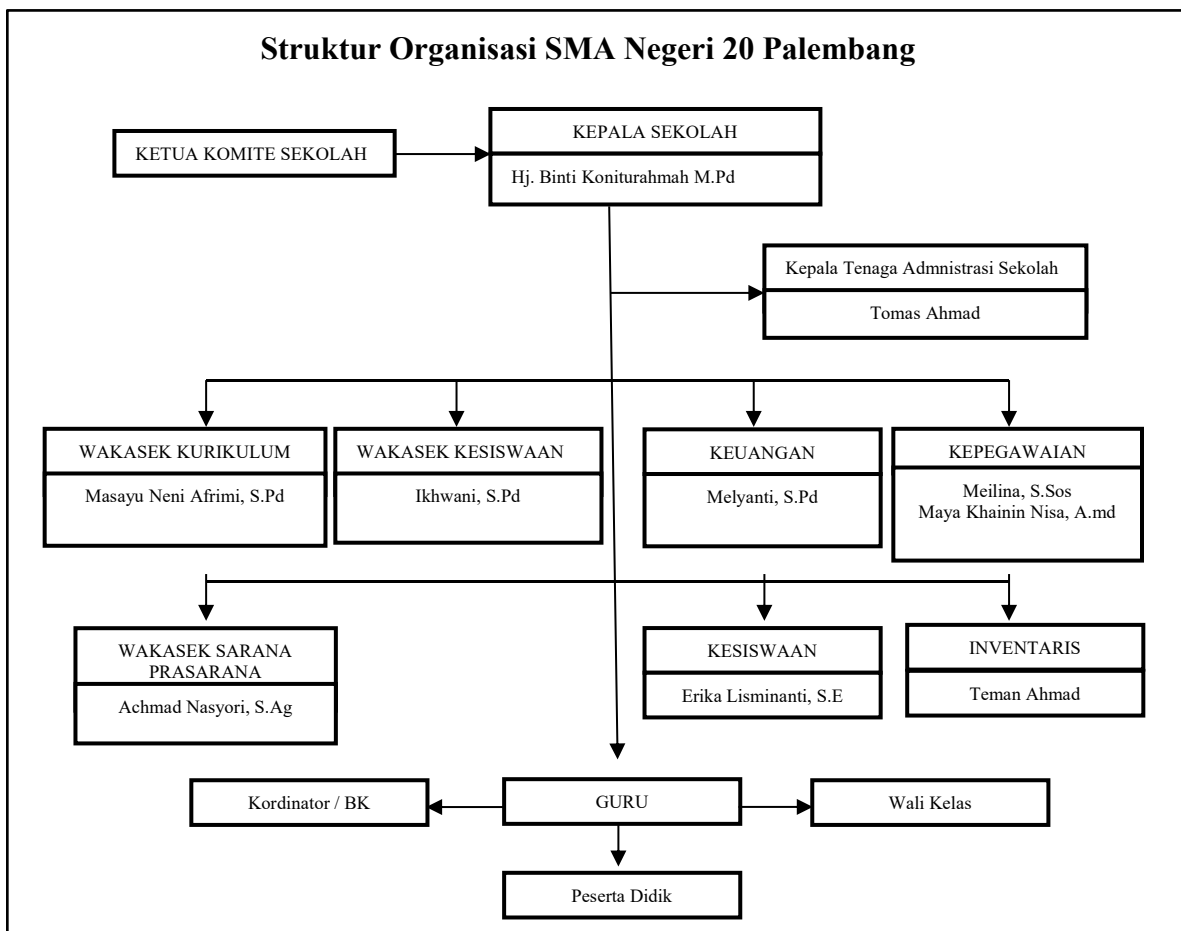 Struktur Organisasi SMA Negeri 20 Palembang
KETUA KOMITE SEKOLAH
KEPALA SEKOLAH
Hj. Binti Koniturahmah M.Pd
Kepala Tenaga Admnistrasi Sekolah
Tomas Ahmad
WAKASEK KURIKULUM
Masayu Neni Afrimi, S.Pd
WAKASEK KESISWAAN
Ikhwani, S.Pd
KEUANGAN
Melyanti, S.Pd
KEPEGAWAIAN
Meilina, S.Sos
Maya Khainin Nisa, A.md
WAKASEK SARANA
PRASARANA
Achmad Nasyori, S.Ag
KESISWAAN
Erika Lisminanti, S.E
INVENTARIS
Teman Ahmad
Kordinator / BK
GURU
Wali Kelas
Peserta Didik